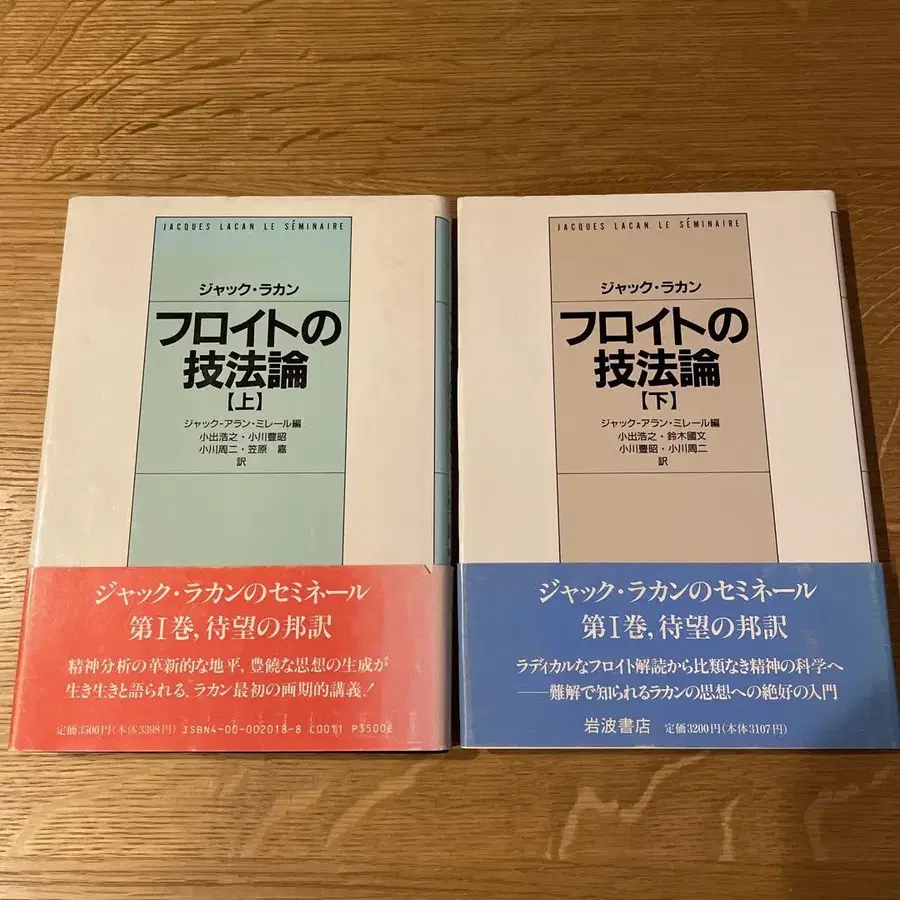 JACQUES LACAN LE SÉMINAIRE
ジャック・ラカン
フロイトの
技法論
【上】
ジャック-アラン・ミレール編
小出浩之・小川豊昭
小川周二・笠原 嘉
訳
ジャック・ラカンのセミネール
第Ⅰ巻,待望の邦訳
精神分析の革新的な地平,豊饒な思想の生成が
生き生きと語られる,ラカン最初の画期的講義!
定価3500円(本体3398円) ISBN4-00-002018-8 C0011 P3500E
JACQUES LACAN LE SÉMINAIRE
ジャック・ラカン
フロイトの
技法論
【下】
ジャック-アラン・ミレール編
小出浩之・鈴木國文
小川豊昭・小川周二
訳
ジャック・ラカンのセミネール
第Ⅰ巻,待望の邦訳
ラディカルなフロイト解読から比類なき精神の科学へ
——難解で知られるラカンの思想への絶好の入門
岩波書店 定価3200円(本体3107円)